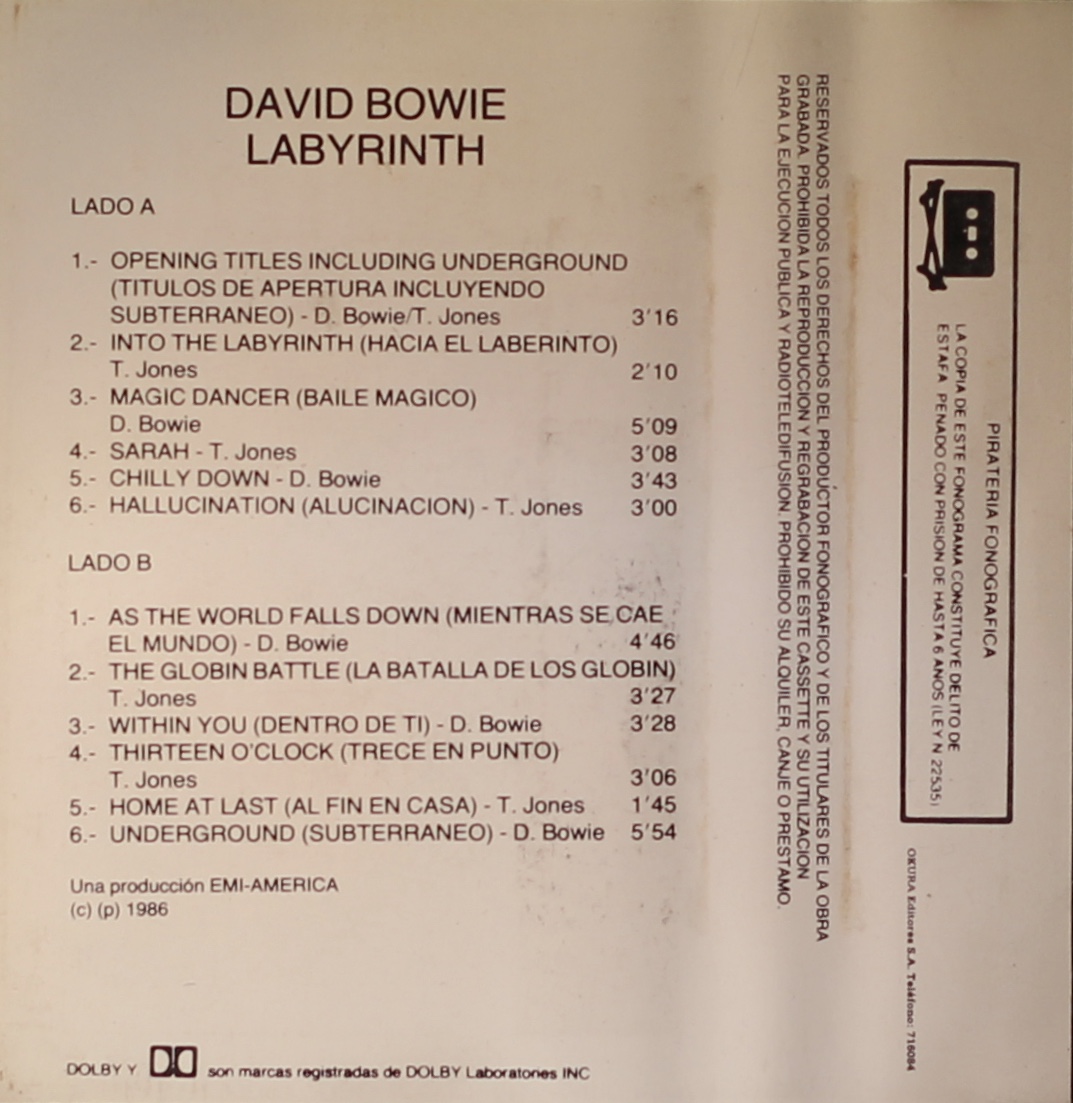 DAVID BOWIE
LABYRINTH
LADO A
1.- OPENING TITLES INCLUDING UNDERGROUND
(TITULOS DE APERTURA INCLUYENDO
SUBTERRANEO) - D. Bowie/T. Jones 3'16
2.- INTO THE LABYRINTH (HACIA EL LABERINTO)
T. Jones 2'10
3.- MAGIC DANCER (BAILE MAGICO)
D. Bowie 5'09
4.- SARAH - T. Jones 3'08
5.- CHILLY DOWN - D. Bowie 3'43
6.- HALLUCINATION (ALUCINACION) - T. Jones 3'00
LADO B
1.- AS THE WORLD FALLS DOWN (MIENTRAS SE CAE
EL MUNDO) - D. Bowie 4'46
2.- THE GLOBIN BATTLE (LA BATALLA DE LOS GLOBIN)
T. Jones 3'27
3.- WITHIN YOU (DENTRO DE TI) - D. Bowie 3'28
4.- THIRTEEN O'CLOCK (TRECE EN PUNTO)
T. Jones 3'06
5.- HOME AT LAST (AL FIN EN CASA) - T. Jones 1'45
6.- UNDERGROUND (SUBTERRANEO) - D. Bowie 5'54
Una producción EMI-AMERICA
(c) (p) 1986
DOLBY Y DD son marcas registradas de DOLBY Laboratones INC
RESERVADOS TODOS LOS DERECHOS DEL PRODUCTOR FONOGRAFICO Y DE LOS TITULARES DE LA OBRA
GRABADA. PROHIBIDA LA REPRODUCCION Y REGRABACION DE ESTE CASSETTE Y SU UTILIZACION
PARA LA EJECUCION PUBLICA Y RADIOTELEDIFUSION. PROHIBIDO SU ALQUILER, CANJE O PRESTAMO.
PIRATERIA FONOGRAFICA
LA COPIA DE ESTE FONOGRAMA CONSTITUYE DELITO DE
ESTAFA PENADO CON PRISION DE HASTA 6 ANOS (LEY N 22535)
OKURA Editores S.A. Teléfono: 716084